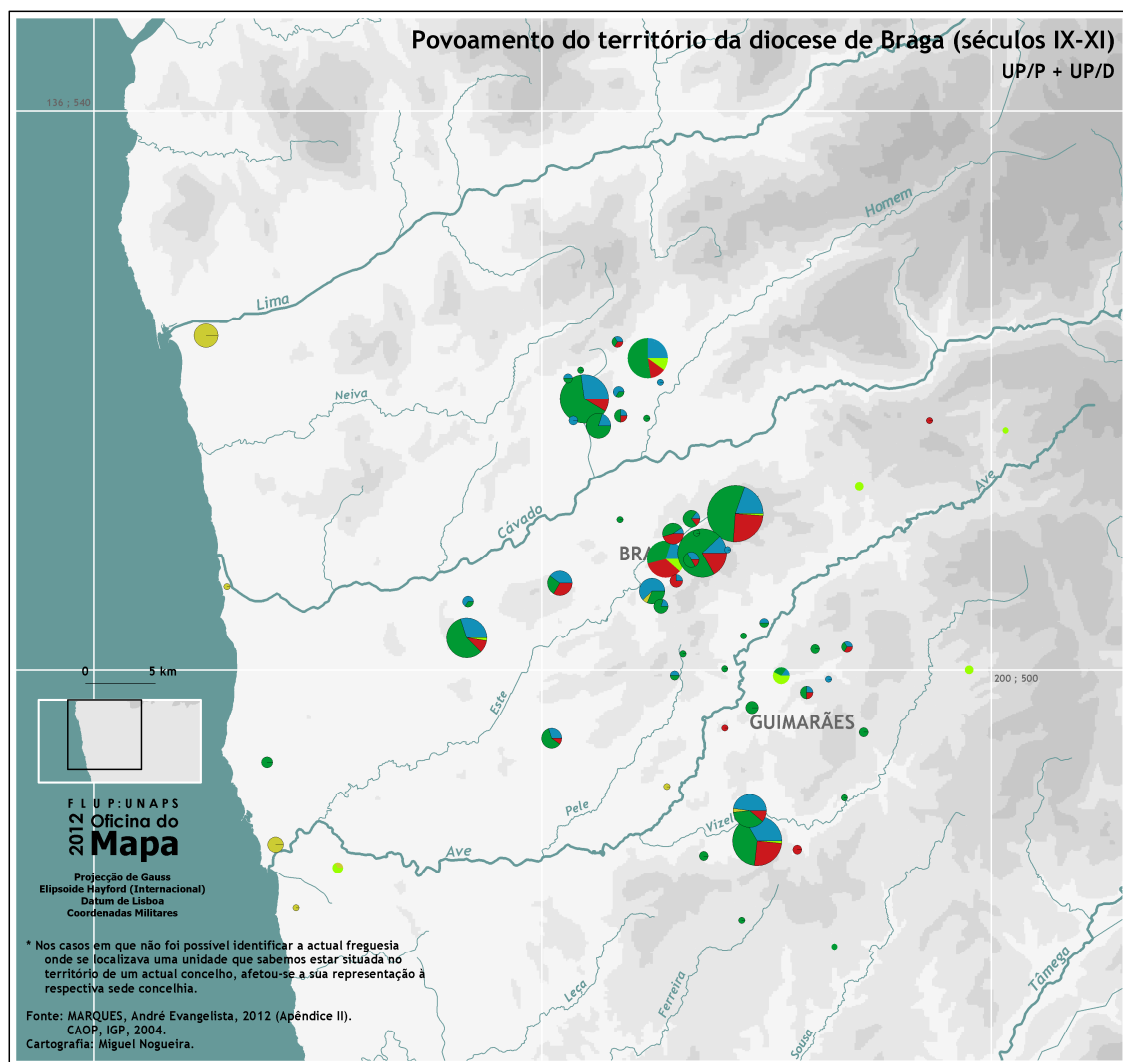 Povoamento do território da diocese de Braga (séculos IX-XI)
UP/P + UP/D
136 ; 540
Homem
Lima
Neiva
Ave
Cávado
BRA
0 5 km
200 ; 500
Este
GUIMARÃES
Pele
Vizel
Ave
F L U P : U N A P S
2012 Oficina do
Mapa
Projecção de Gauss
Elipsoide Hayford (Internacional)
Datum de Lisboa
Coordenadas Militares
* Nos casos em que não foi possível identificar a actual freguesia
onde se localizava uma unidade que sabemos estar situada no
território de um actual concelho, afetou-se a sua representação à
respectiva sede concelhia.
Leça
Ferreira
Tâmega
Sousa
Fonte: MARQUES, André Evangelista, 2012 (Apêndice II).
CAOP, IGP, 2004.
Cartografia: Miguel Nogueira.